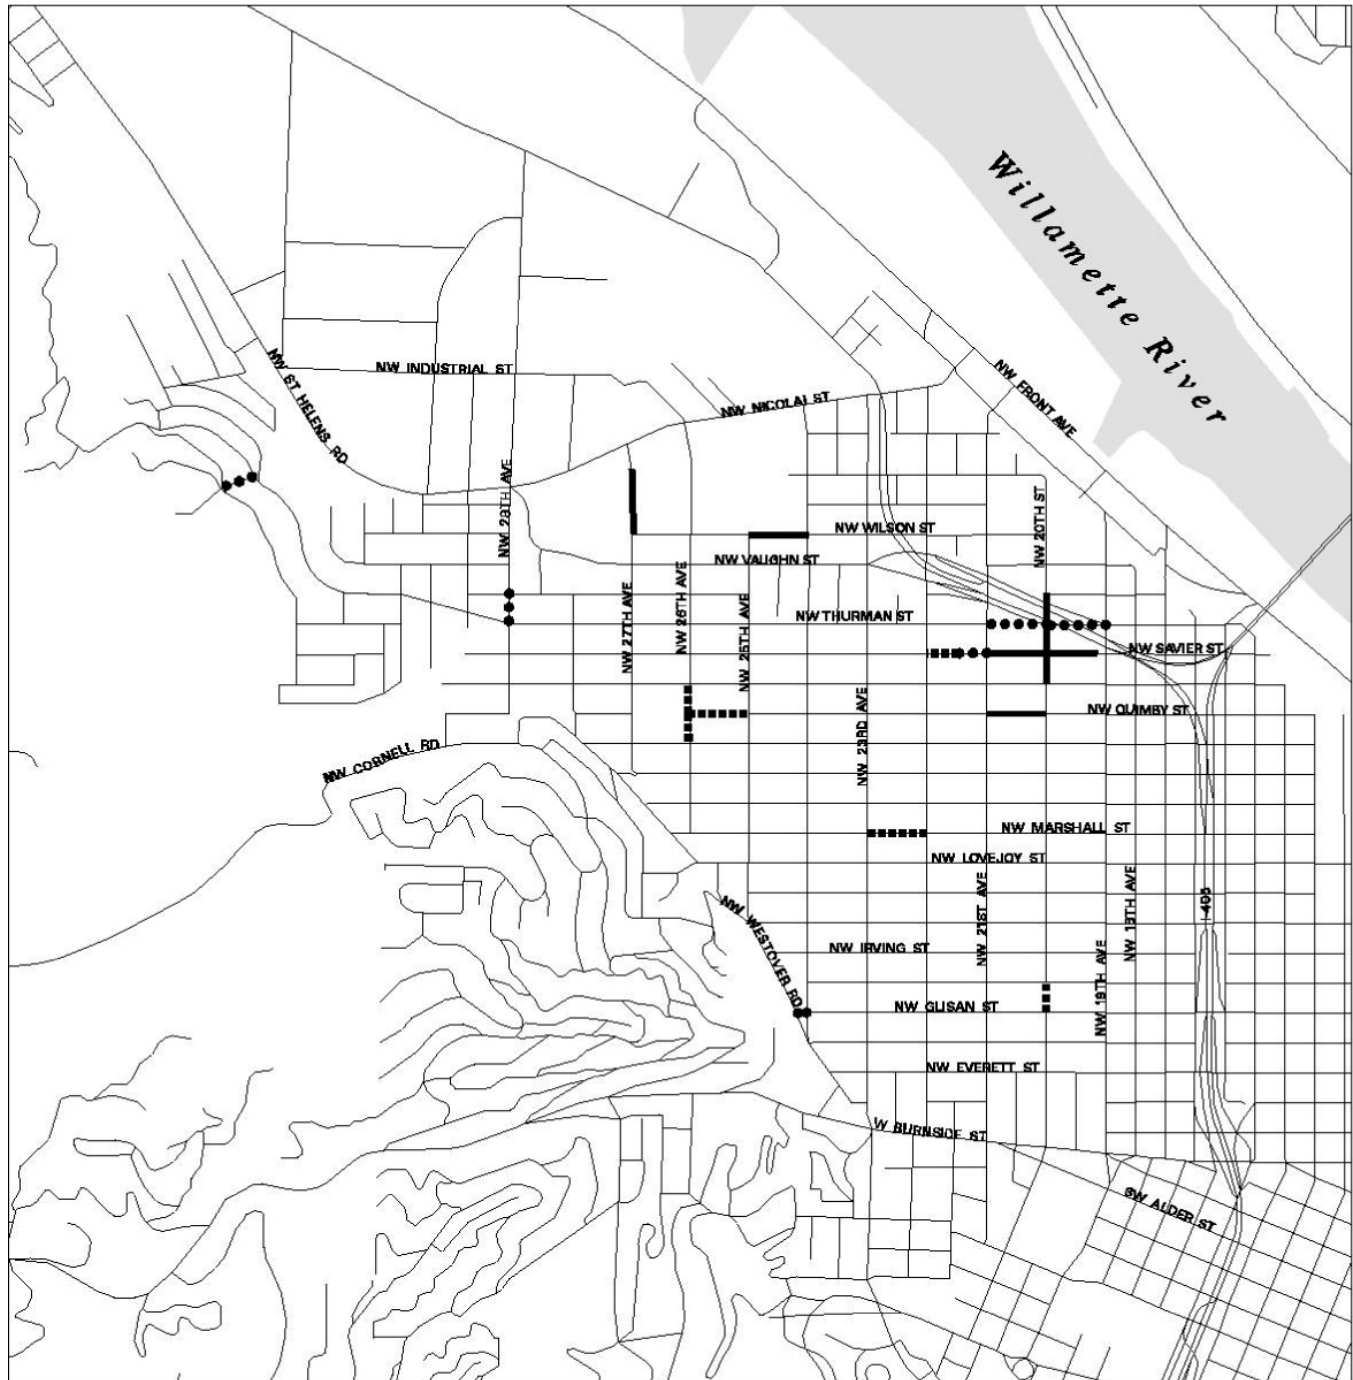 Willamette River
NW FRONT AVE
NW ST HELENS RD
NW INDUSTRIAL ST
NW NICOLAI ST
NW 29TH AVE
NW 20TH ST
NW WILSON ST
NW VAUGHN ST
NW 27TH AVE
NW 26TH AVE
NW 25TH AVE
NW THURMAN ST
NW SAVIER ST
NW 23RD AVE
NW QUIMBY ST
NW CORNELL RD
NW MARSHALL ST
NW LOVEJOY ST
NW 21ST AVE
NW 18TH AVE
I-405
NW WESTOVER RD
NW IRVING ST
NW 19TH AVE
NW GLISAN ST
NW EVERETT ST
W BURNSIDE ST
SW ALDER ST